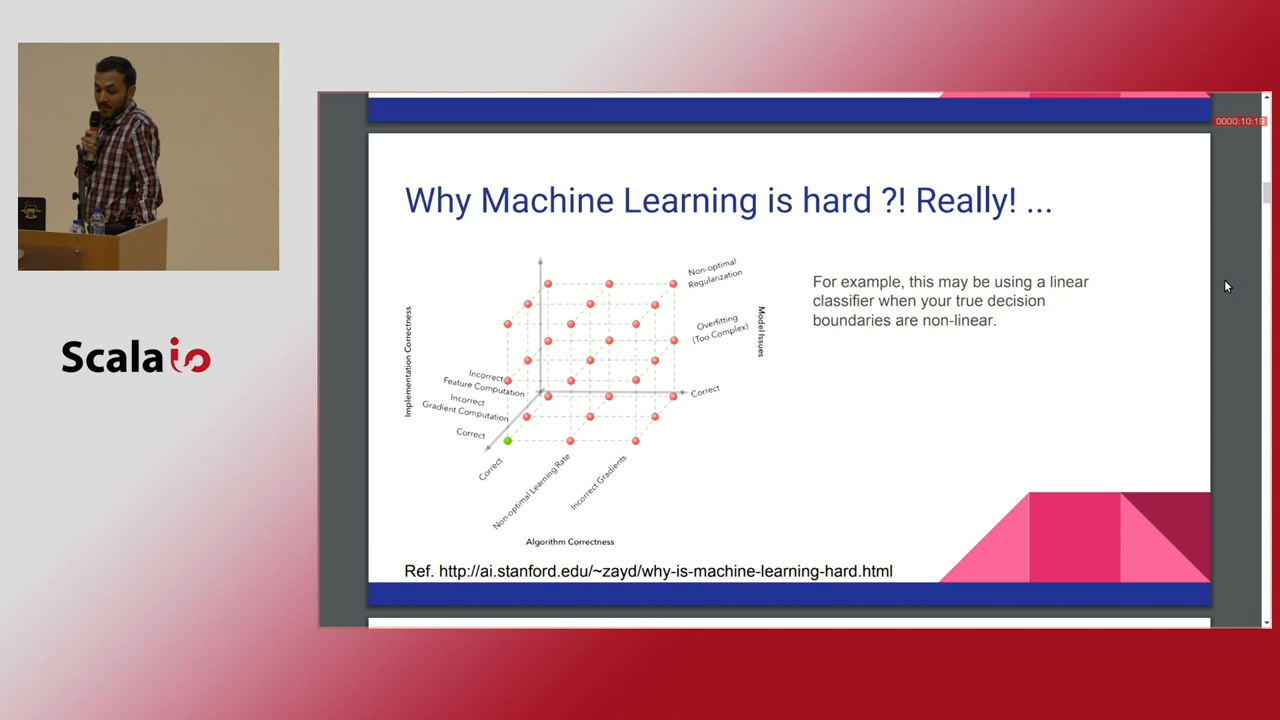 0000:10:19
Why Machine Learning is hard ?! Really! ...
Non-optimal
Regularization
Overfitting
(Too Complex)
Model Issues
Correct
Implementation Correctness
Incorrect
Feature Computation
Incorrect
Gradient Computation
Correct
Correct
Non-optimal Learning Rate
Incorrect Gradients
Algorithm Correctness
For example, this may be using a linear
classifier when your true decision
boundaries are non-linear.
Ref. http://ai.stanford.edu/~zayd/why-is-machine-learning-hard.html
Scalaio